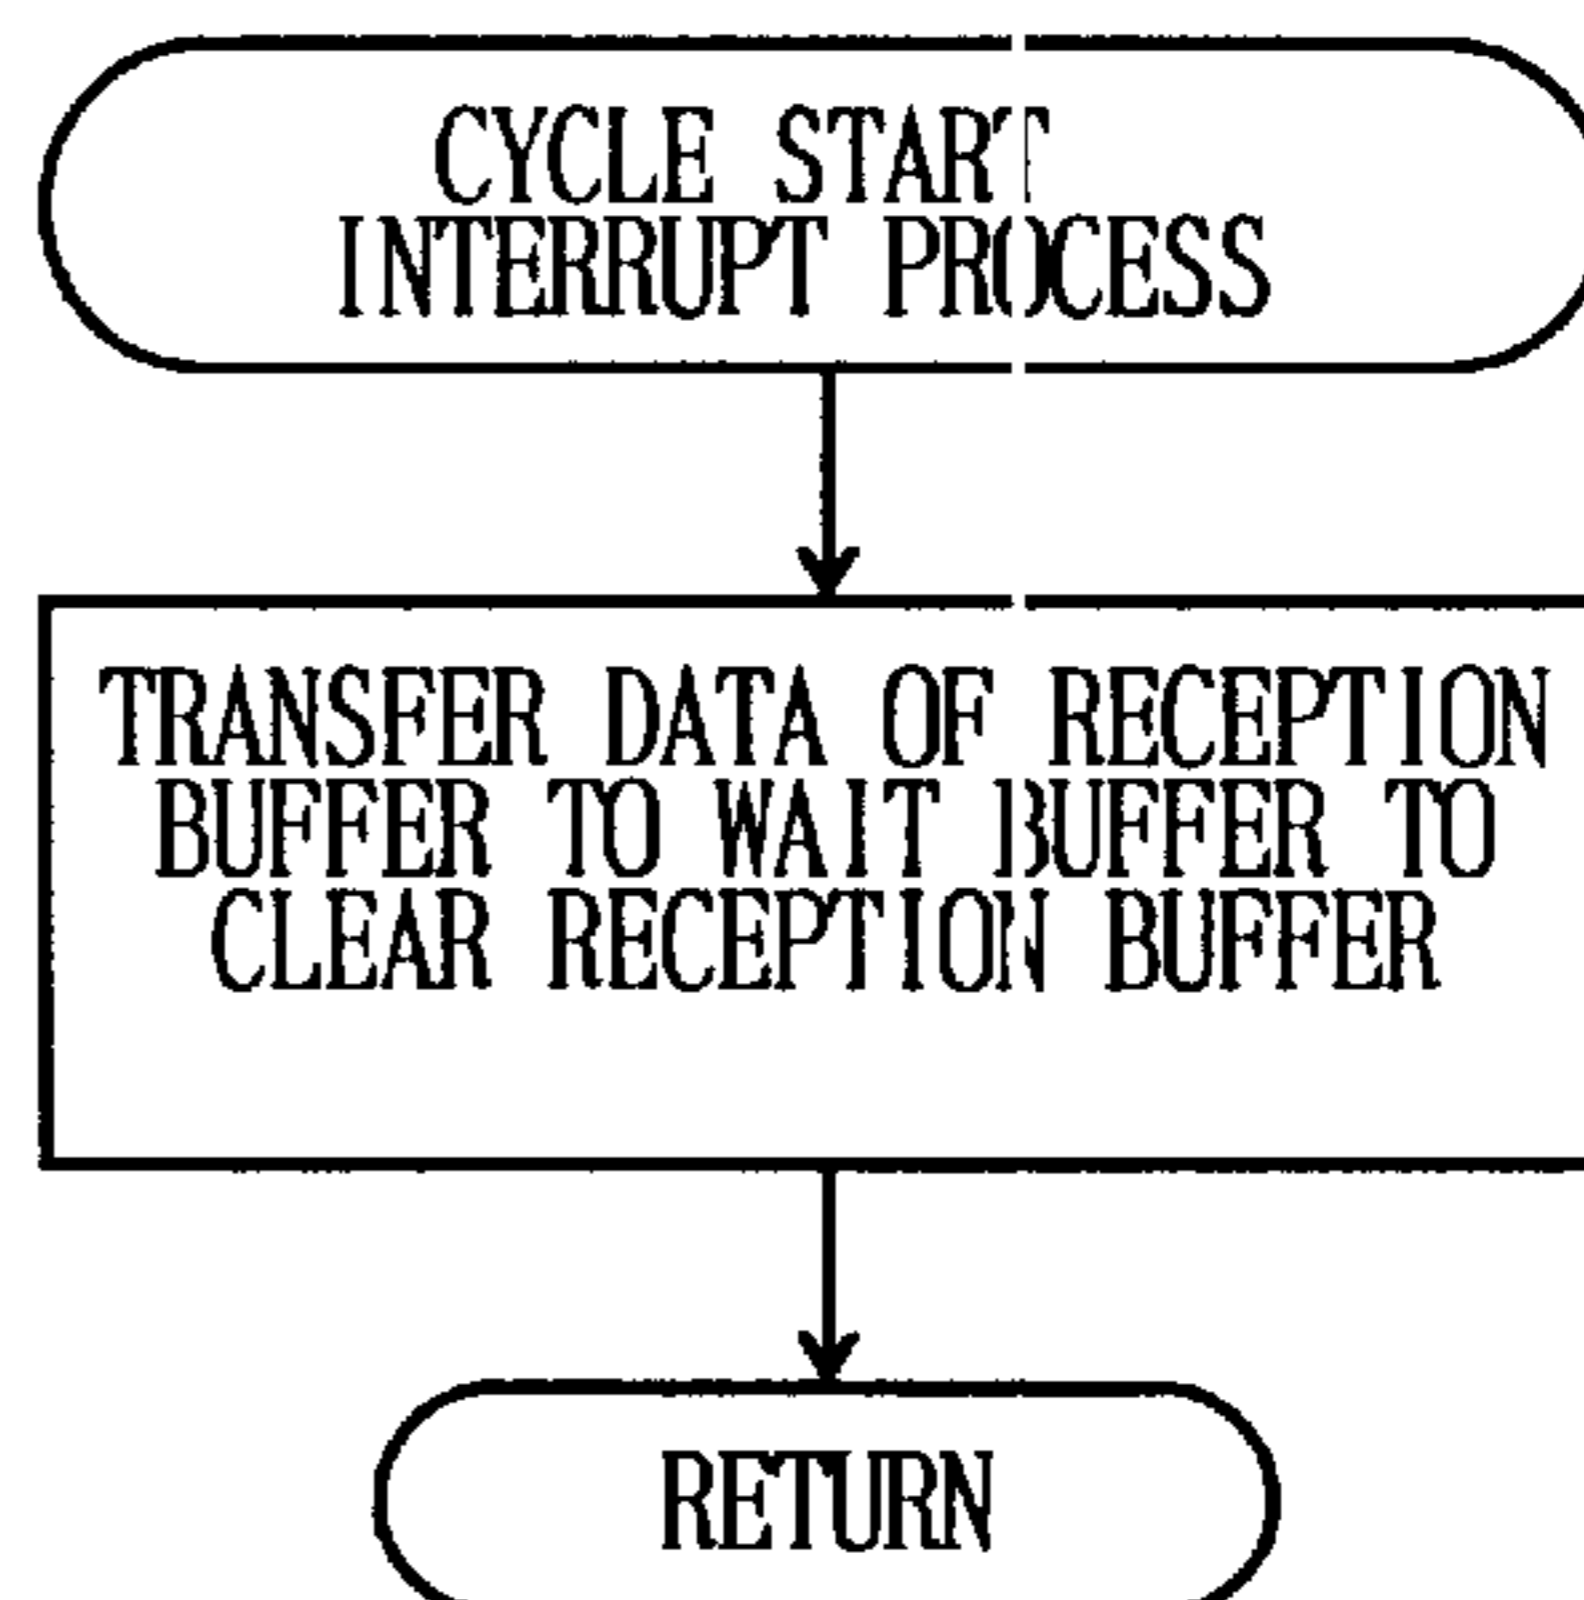 CYCLE START
INTERRUPT PROCESS
TRANSFER DATA OF RECEPTION
BUFFER TO WAIT BUFFER TO
CLEAR RECEPTION BUFFER
RETURN